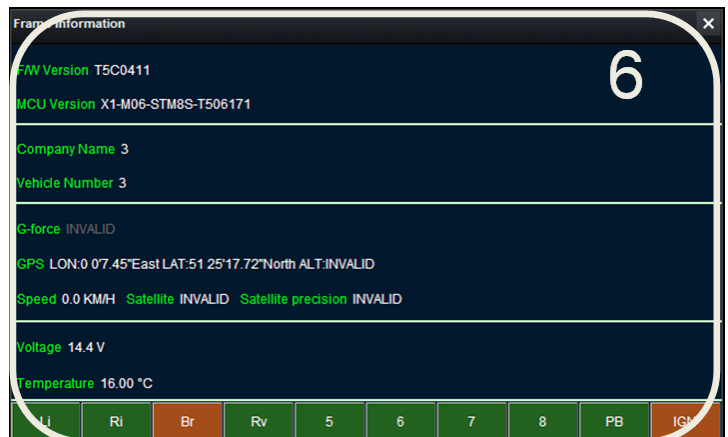 Frame Information
6
F/W Version T5C0411
MCU Version X1-M06-STM8S-T506171
Company Name 3
Vehicle Number 3
G-force INVALID
GPS LON:0 0'7.45"East LAT:51 25'17.72"North ALT:INVALID
Speed 0.0 KM/H Satellite INVALID Satellite precision INVALID
Voltage 14.4 V
Temperature 16.00 °C
Li Ri Br Rv 5 6 7 8 PB IGN